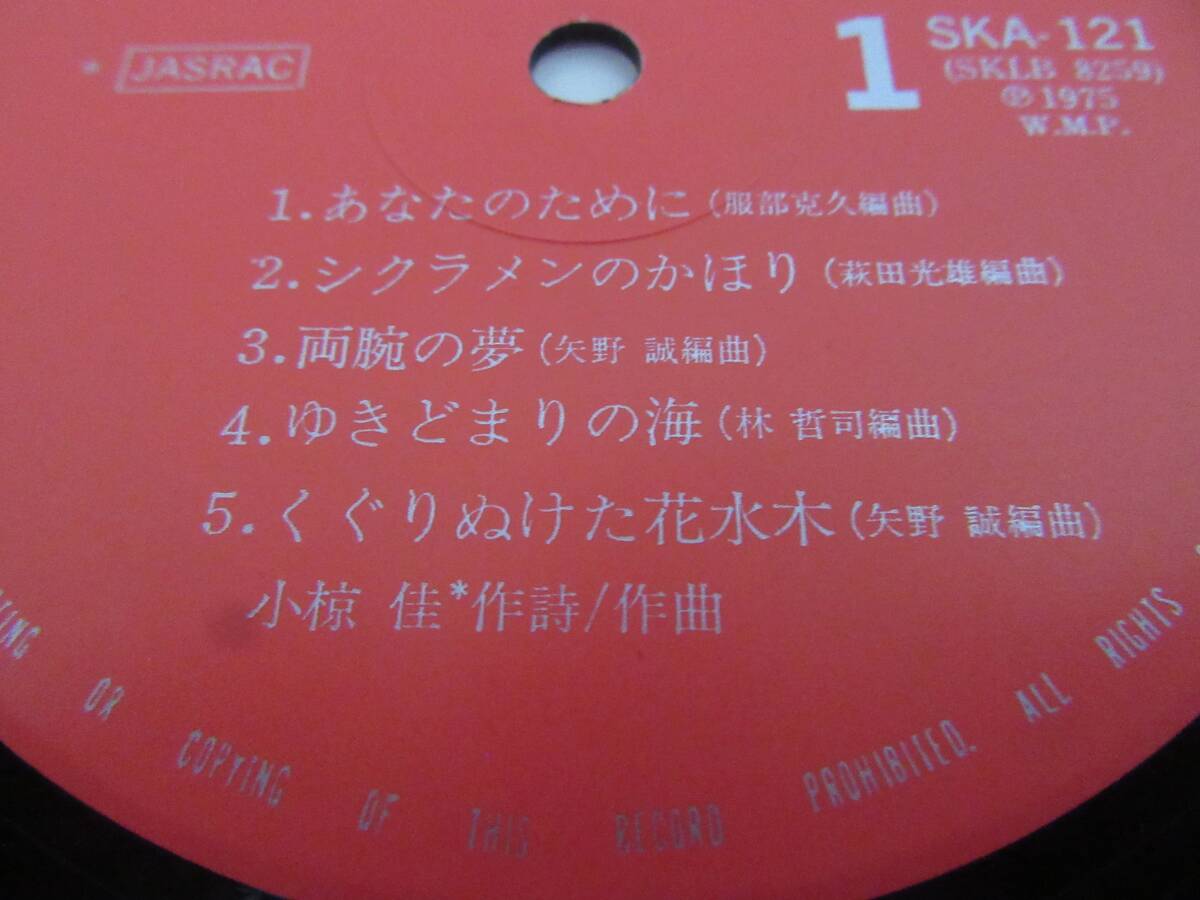 * JASRAC
1
SKA-121
(SKLB 8259)
Ⓟ 1975
W.M.P.
1.あなたのために(服部克久編曲)
2.シクラメンのかほり(萩田光雄編曲)
3.両腕の夢(矢野 誠編曲)
4.ゆきどまりの海(林 哲司編曲)
5.くぐりぬけた花水木(矢野 誠編曲)
小椋 佳*作詩/作曲
OR COPYING OF THIS RECORD PROHIBITED. ALL RIGHTS